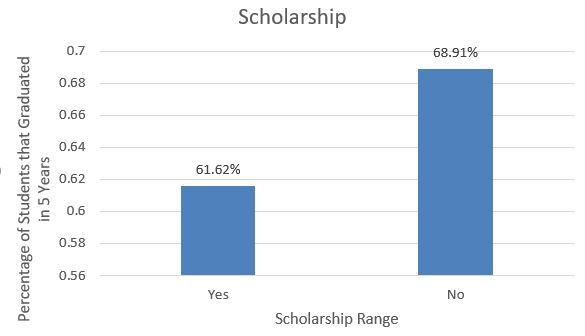 Scholarship
Percentage of Students that Graduated
in 5 Years
0.7
0.68
0.66
0.64
0.62
0.6
0.58
0.56
61.62%
68.91%
Yes
No
Scholarship Range